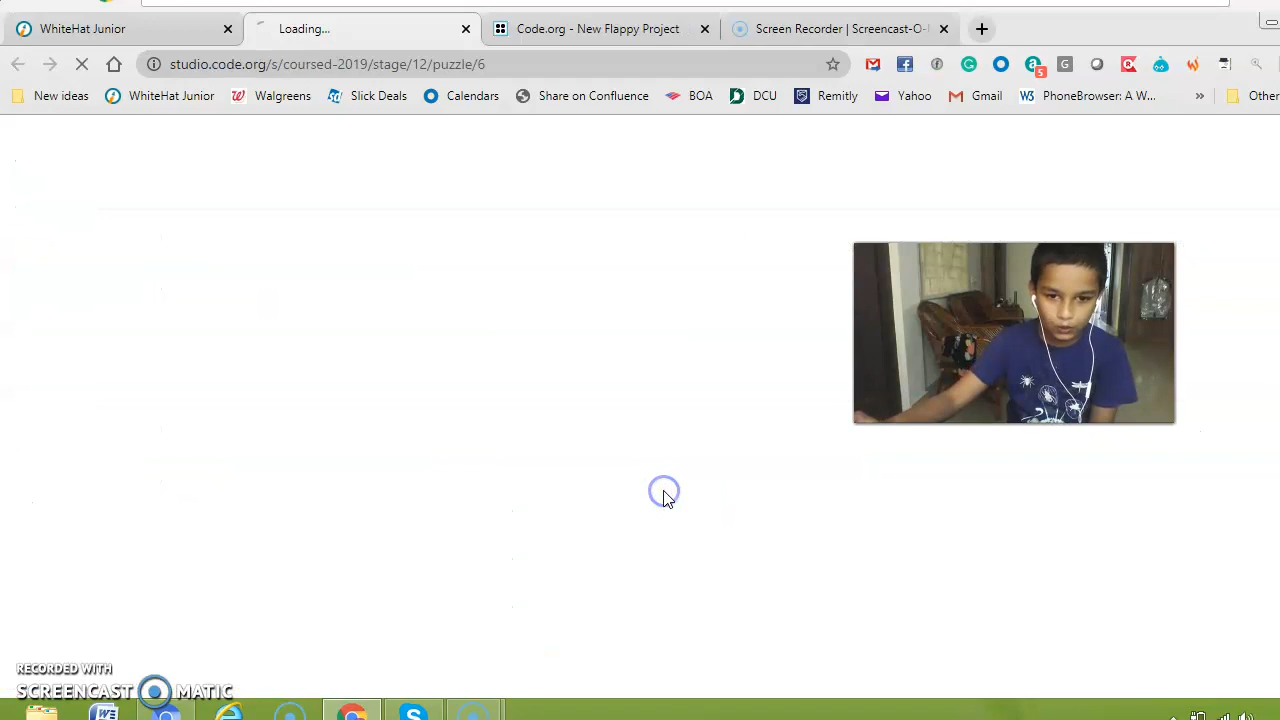 WhiteHat Junior
Loading...
Code.org - New Flappy Project
Screen Recorder | Screencast-O-
studio.code.org/s/coursed-2019/stage/12/puzzle/6
5
G
New ideas
WhiteHat Junior
Walgreens
Slick Deals
Calendars
Share on Confluence
BOA
DCU
Remitly
Yahoo
Gmail
PhoneBrowser: A W...
»
Other
RECORDED WITH
SCREENCAST MATIC